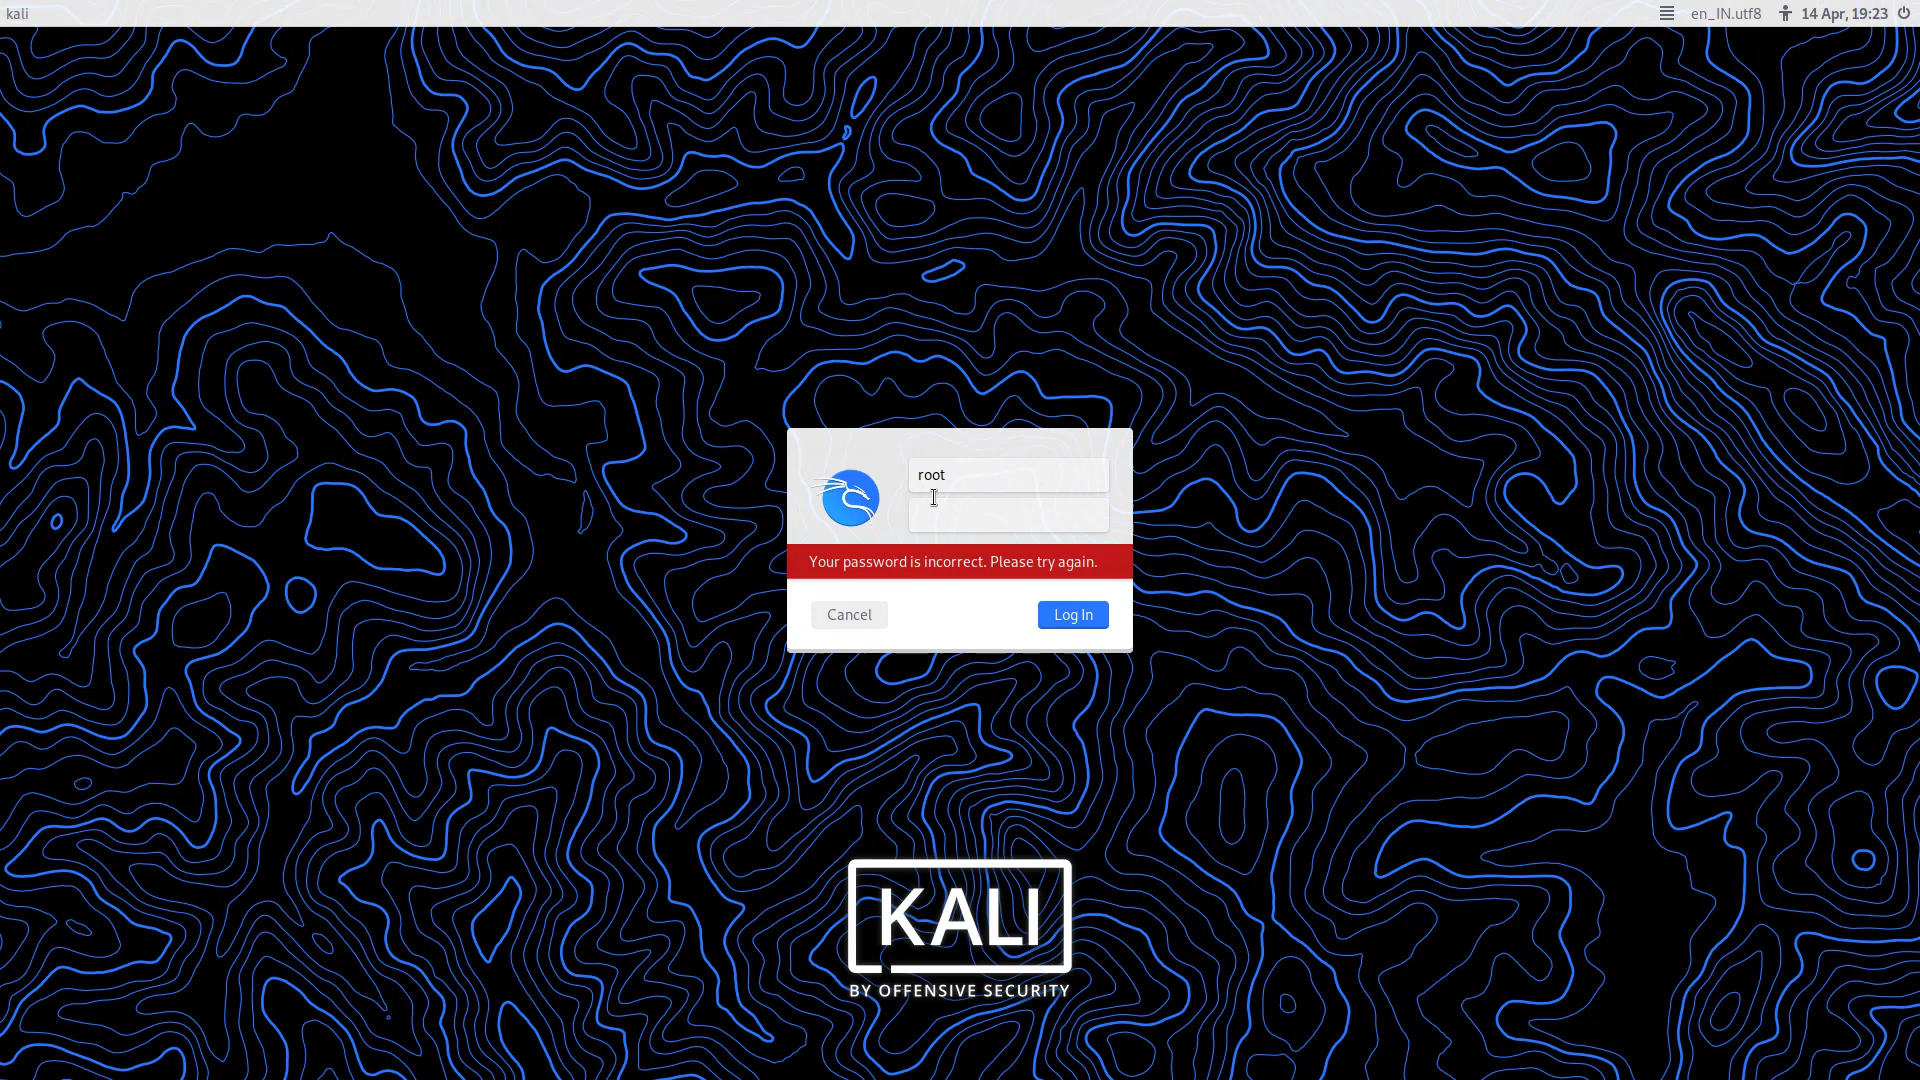 kali
en_IN.utf8 14 Apr, 19:23
root
Your password is incorrect. Please try again.
Cancel
Log In
KALI
BY OFFENSIVE SECURITY